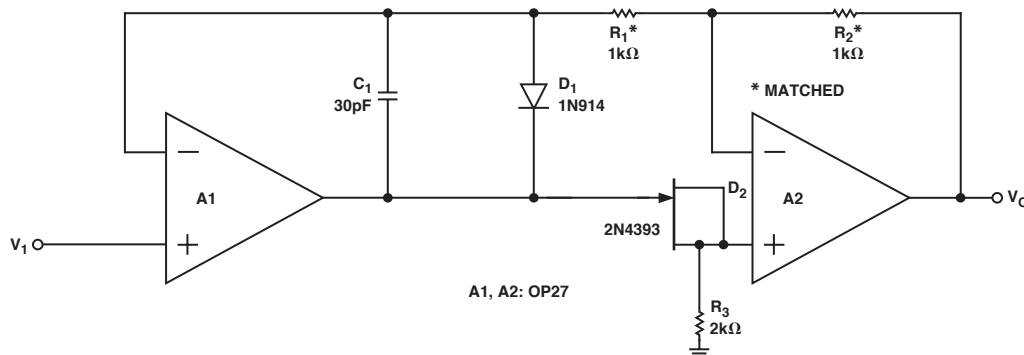 R1*
1kΩ
R2*
1kΩ
C1
30pF
D1
1N914
* MATCHED
−
A1
+
V1
D2
2N4393
−
A2
+
VO
A1, A2: OP27
R3
2kΩ